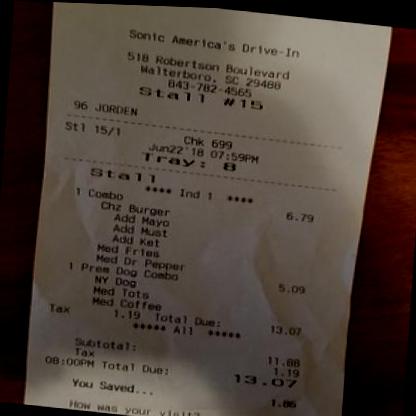 Sonic America's Drive-In
518 Robertson Boulevard
Walterboro, SC 29488
843-782-4565
Stall #15
96 JORDEN
Stl 15/1 Chk 699
Jun22'18 07:59PM
Tray: 8
Stall
**** Ind 1 ****
1 Combo 6.79
Chz Burger
Add Mayo
Add Must
Add Ket
Med Fries
Med Dr Pepper
1 Prem Dog Combo 5.09
NY Dog
Med Tots
Med Coffee
Tax 1.19 Total Due: 13.07
***** All *****
Subtotal: 11.88
Tax 1.19
08:00PM Total Due: 13.07
You Saved... 1.86
How was your visit?